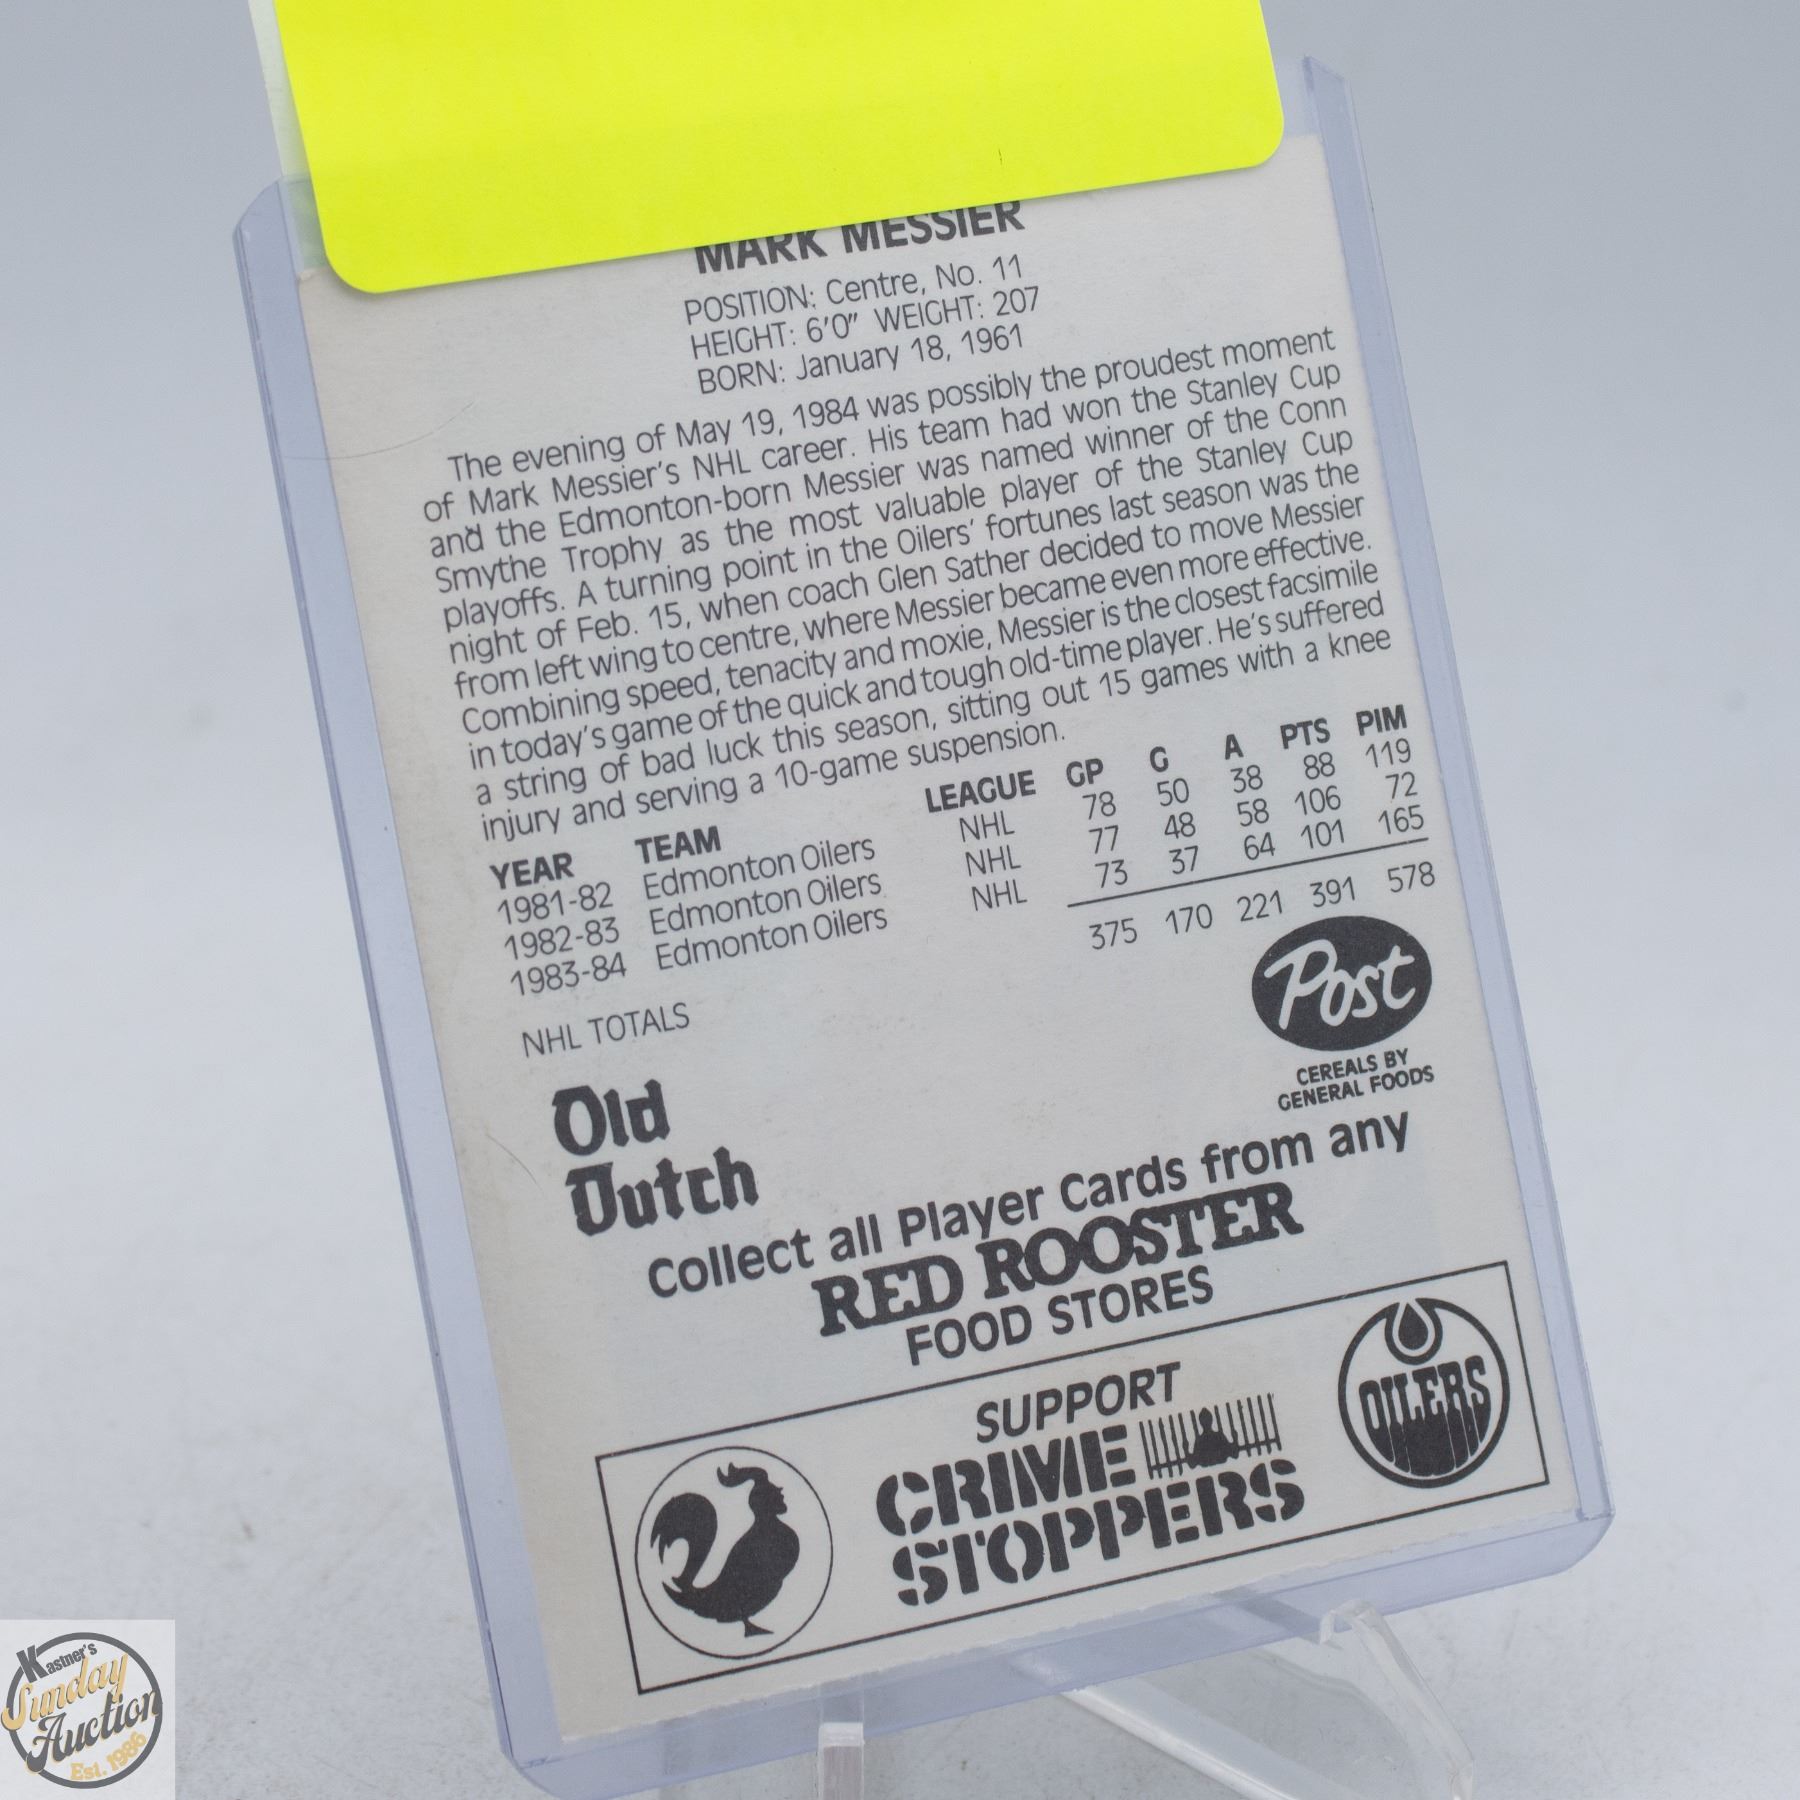 MARK MESSIER
POSITION: Centre, No. 11
HEIGHT: 6'0" WEIGHT: 207
BORN: January 18, 1961
The evening of May 19, 1984 was possibly the proudest moment
of Mark Messier's NHL career. His team had won the Stanley Cup
and the Edmonton-born Messier was named winner of the Conn
Smythe Trophy as the most valuable player of the Stanley Cup
playoffs. A turning point in the Oilers' fortunes last season was the
night of Feb. 15, when coach Glen Sather decided to move Messier
from left wing to centre, where Messier became even more effective.
Combining speed, tenacity and moxie, Messier is the closest facsimile
in today's game of the quick and tough old-time player. He's suffered
a string of bad luck this season, sitting out 15 games with a knee
injury and serving a 10-game suspension.
YEAR TEAM LEAGUE GP G A PTS PIM
1981-82 Edmonton Oilers NHL 78 50 38 88 119
1982-83 Edmonton Oilers NHL 77 48 58 106 72
1983-84 Edmonton Oilers NHL 73 37 64 101 165
NHL TOTALS 375 170 221 391 578
Post
CEREALS BY
GENERAL FOODS
Old
Dutch
Collect all Player Cards from any
RED ROOSTER
FOOD STORES
SUPPORT
CRIME
STOPPERS
OILERS
Kastner's
Sunday
Auction
Est. 1986